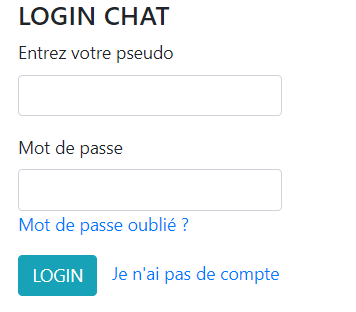 LOGIN CHAT
Entrez votre pseudo
Mot de passe
Mot de passe oublié ?
LOGIN Je n'ai pas de compte